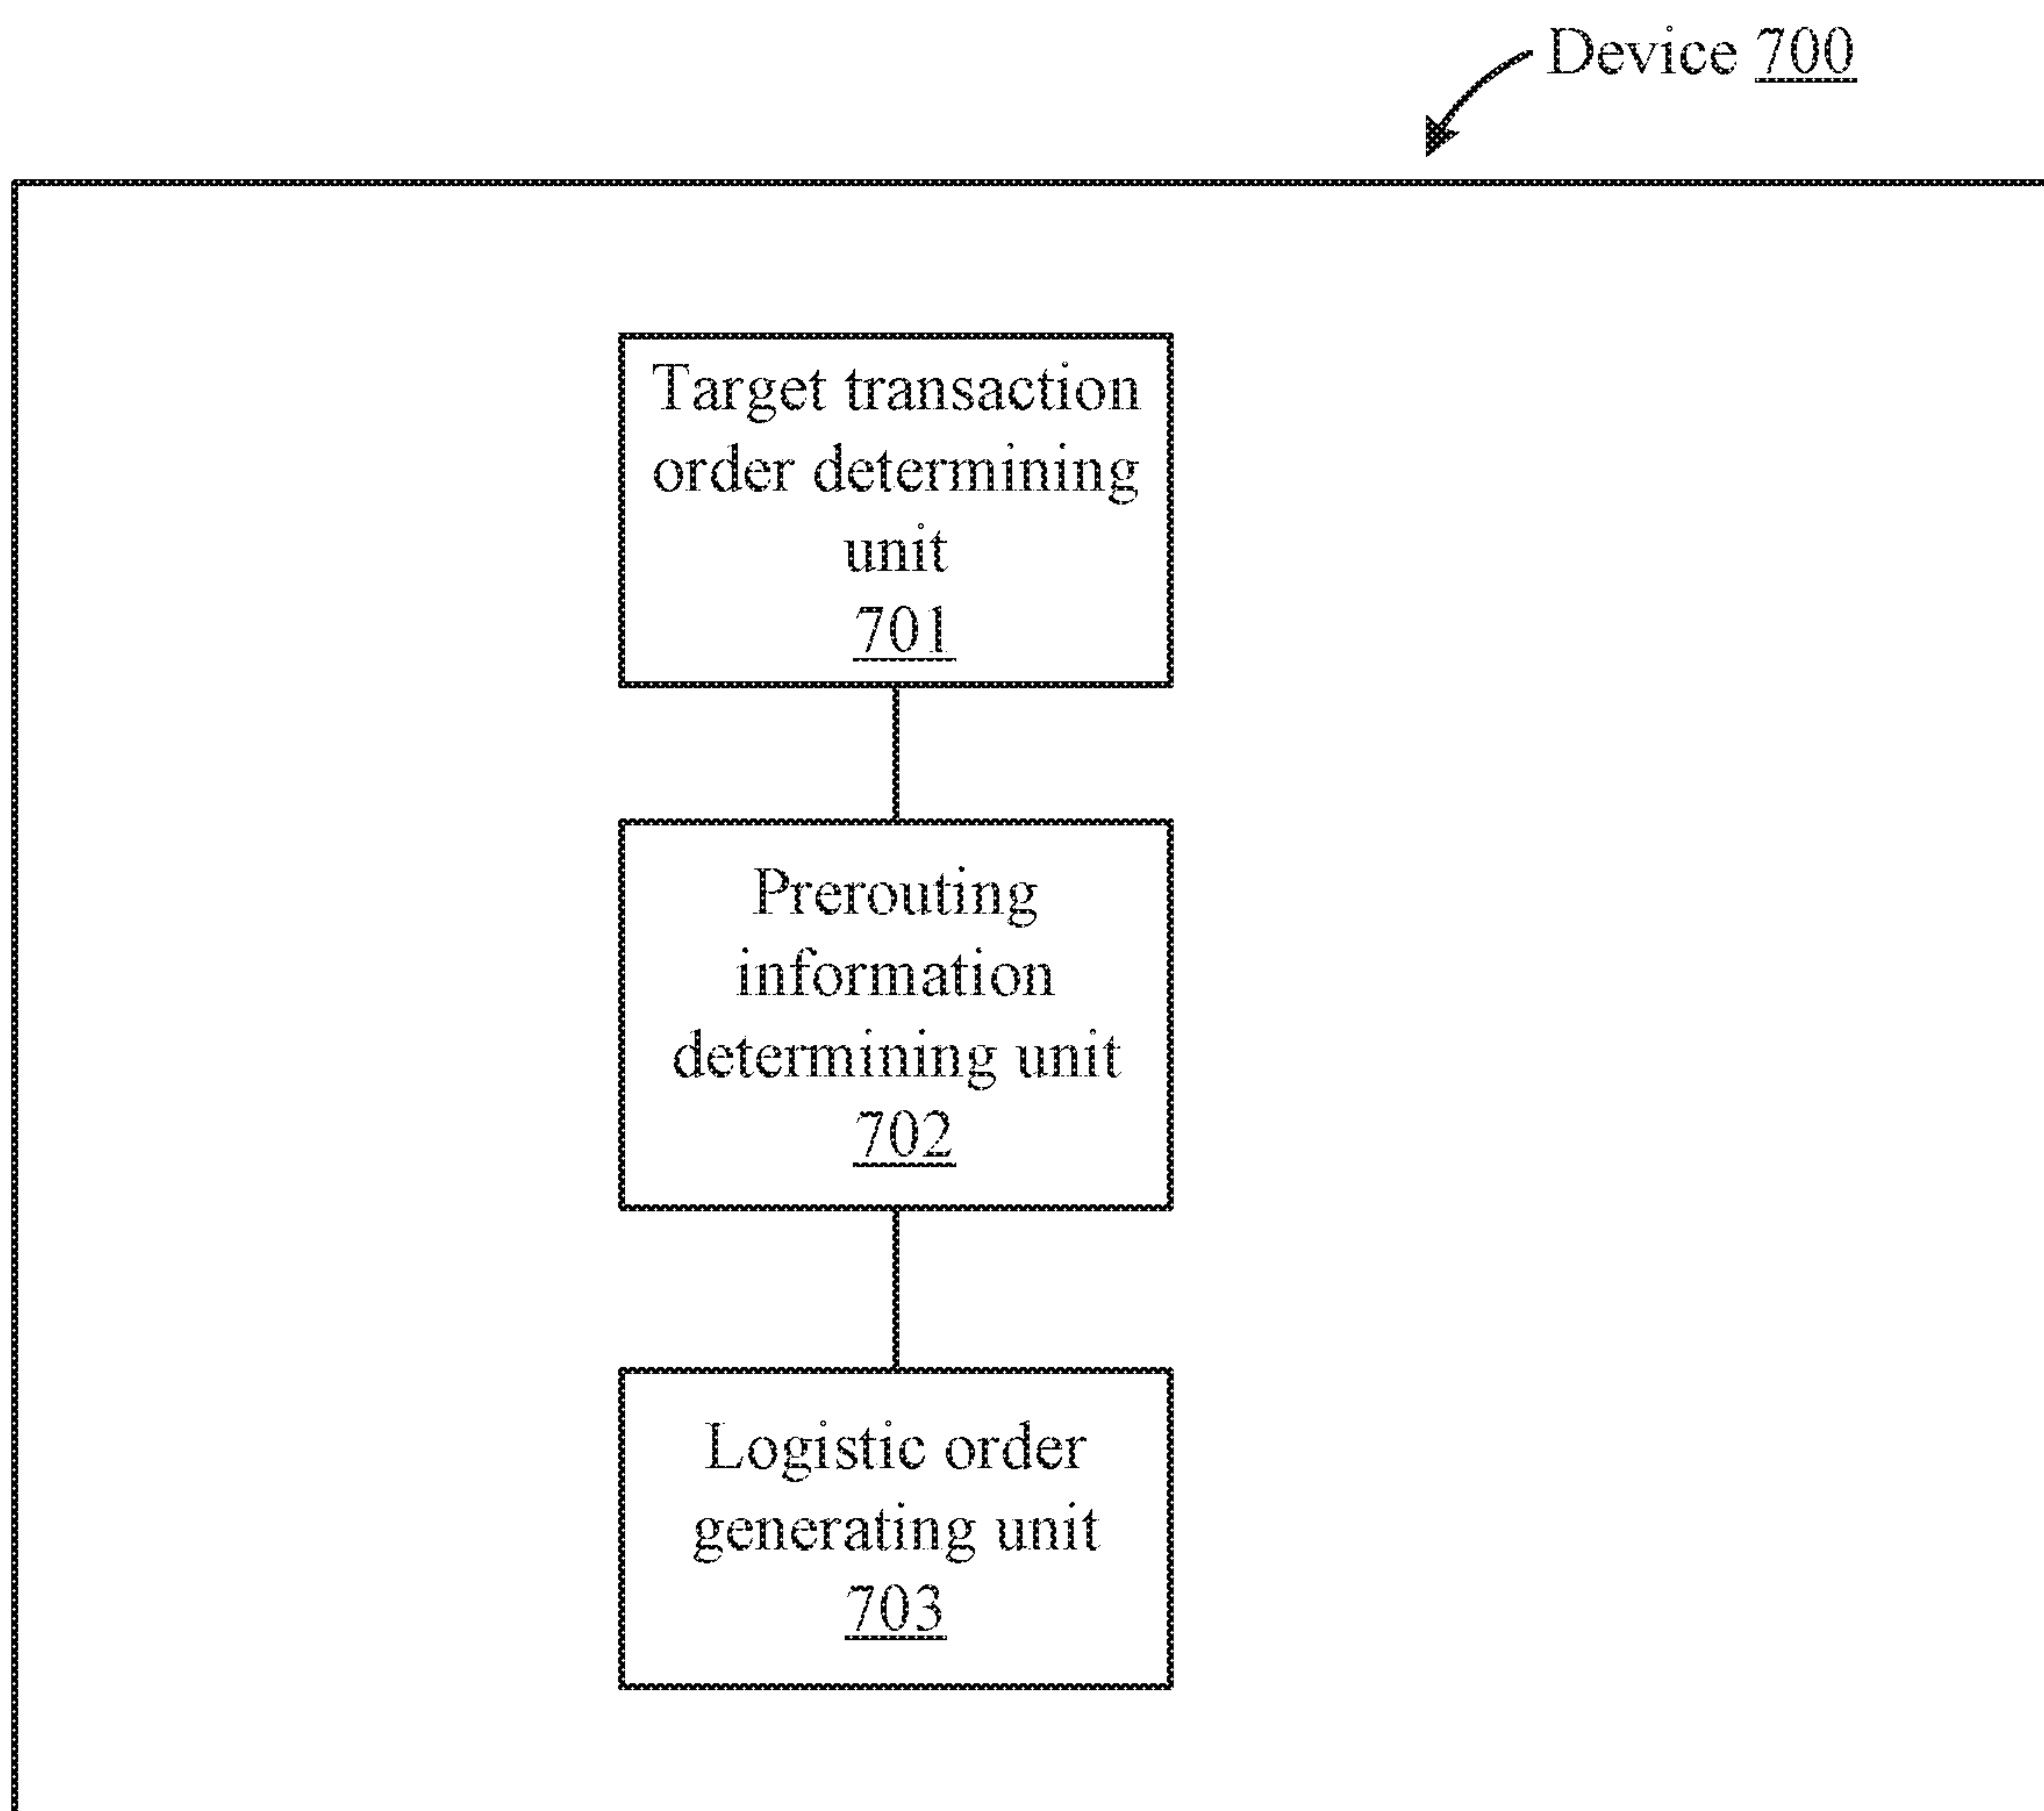 Device 700
Target transaction
order determining
unit
701
Prerouting
information
determining unit
702
Logistic order
generating unit
703